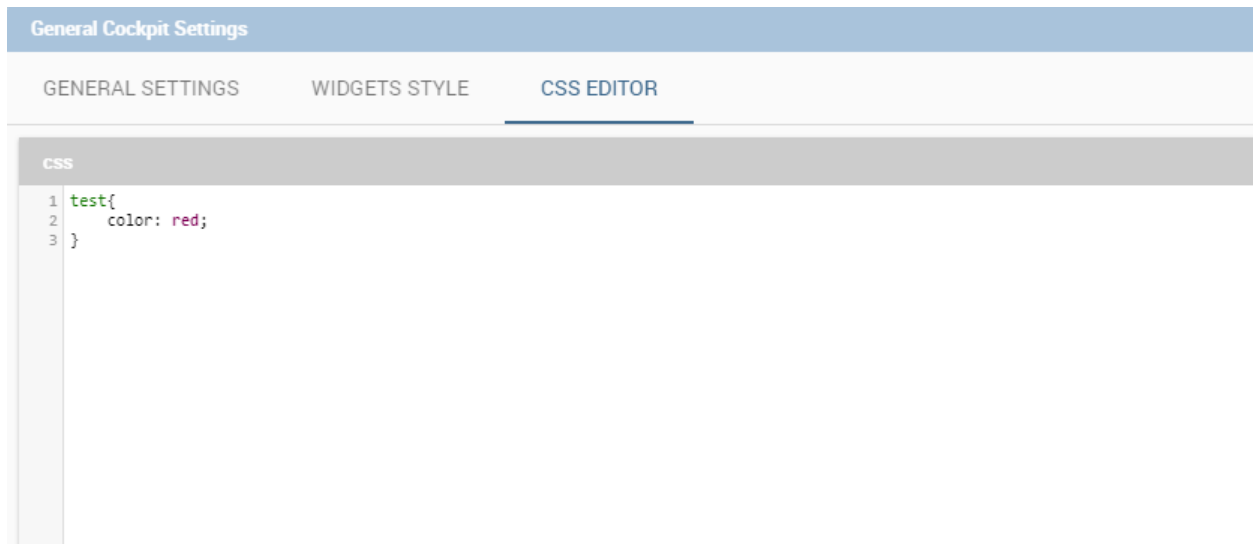 General Cockpit Settings
GENERAL SETTINGS WIDGETS STYLE CSS EDITOR
css
1 test{
2 color: red;
3 }